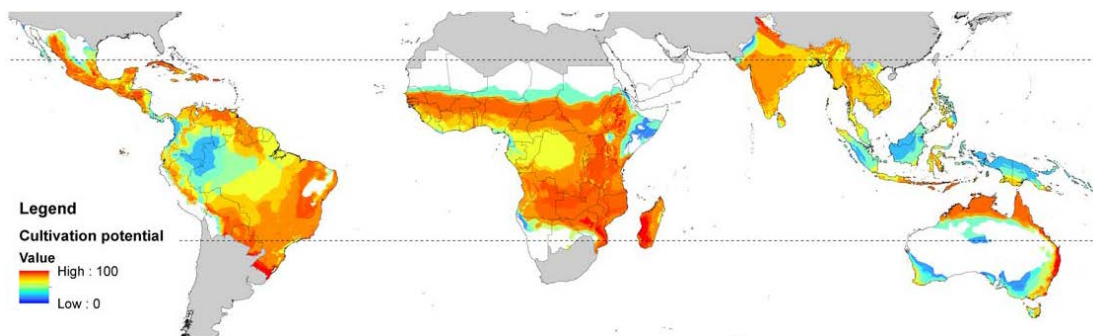 Legend
Cultivation potential
Value
High : 100
Low : 0